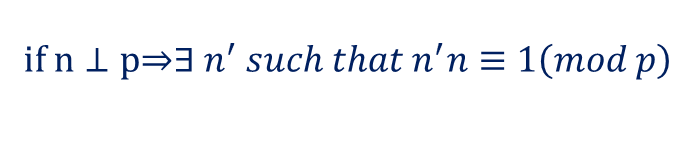 if n ⊥ p⇒∃ n′ such that n′n ≡ 1(mod p)